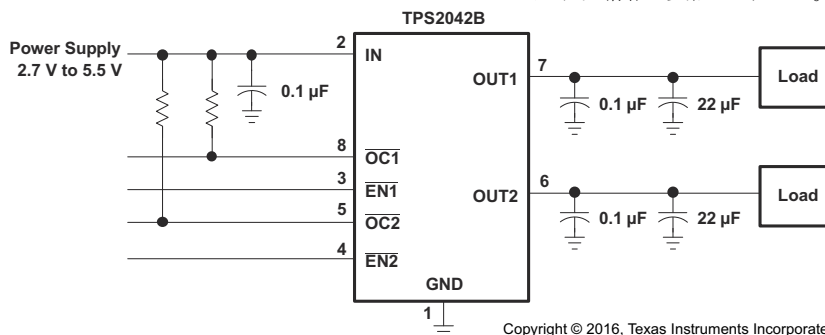 TPS2042B
Power Supply
2.7 V to 5.5 V
2
IN
0.1 µF
8
OC1
3
EN1
5
OC2
4
EN2
GND
1
OUT1
7
0.1 µF
22 µF
Load
OUT2
6
0.1 µF
22 µF
Load
Copyright © 2016, Texas Instruments Incorporate